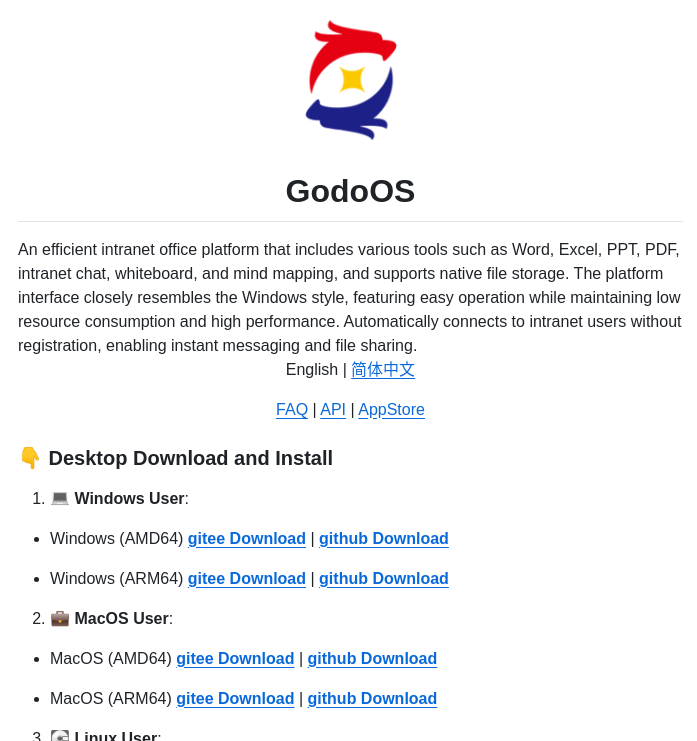 GodoOS
An efficient intranet office platform that includes various tools such as Word, Excel, PPT, PDF,
intranet chat, whiteboard, and mind mapping, and supports native file storage. The platform
interface closely resembles the Windows style, featuring easy operation while maintaining low
resource consumption and high performance. Automatically connects to intranet users without
registration, enabling instant messaging and file sharing.
English | 简体中文
FAQ | API | AppStore
👇 Desktop Download and Install
1. 💻 Windows User:
• Windows (AMD64) gitee Download | github Download
• Windows (ARM64) gitee Download | github Download
2. 💼 MacOS User:
• MacOS (AMD64) gitee Download | github Download
• MacOS (ARM64) gitee Download | github Download
3. 💽 Linux User: